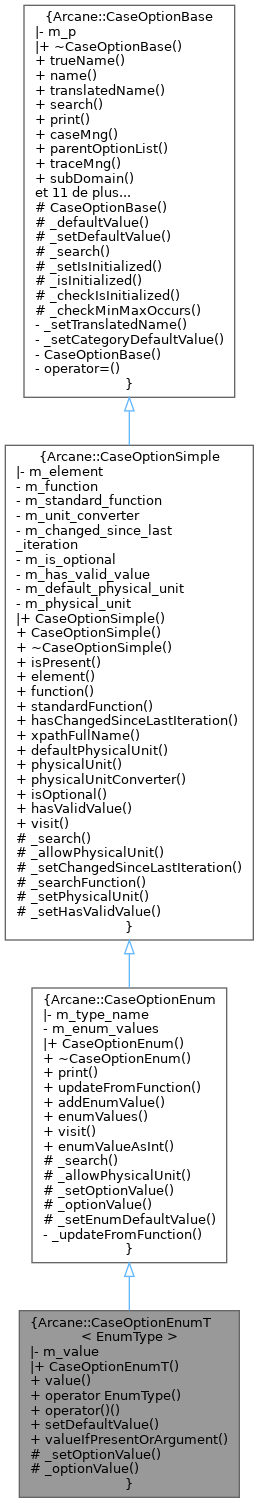 {Arcane::CaseOptionBase
|- m_p
|+ ~CaseOptionBase()
+ trueName()
+ name()
+ translatedName()
+ search()
+ print()
+ caseMng()
+ parentOptionList()
+ traceMng()
+ subDomain()
et 11 de plus...
# CaseOptionBase()
# _defaultValue()
# _setDefaultValue()
# _search()
# _setIsInitialized()
# _isInitialized()
# _checkIsInitialized()
# _checkMinMaxOccurs()
- _setTranslatedName()
- _setCategoryDefaultValue()
- CaseOptionBase()
- operator=()
}
{Arcane::CaseOptionSimple
|- m_element
- m_function
- m_standard_function
- m_unit_converter
- m_changed_since_last
_iteration
- m_is_optional
- m_has_valid_value
- m_default_physical_unit
- m_physical_unit
|+ CaseOptionSimple()
+ CaseOptionSimple()
+ ~CaseOptionSimple()
+ isPresent()
+ element()
+ function()
+ standardFunction()
+ hasChangedSinceLastIteration()
+ xpathFullName()
+ defaultPhysicalUnit()
+ physicalUnit()
+ physicalUnitConverter()
+ isOptional()
+ hasValidValue()
+ visit()
# _search()
# _allowPhysicalUnit()
# _setChangedSinceLastIteration()
# _searchFunction()
# _setPhysicalUnit()
# _setHasValidValue()
}
{Arcane::CaseOptionEnum
|- m_type_name
- m_enum_values
|+ CaseOptionEnum()
+ ~CaseOptionEnum()
+ print()
+ updateFromFunction()
+ addEnumValue()
+ enumValues()
+ visit()
+ enumValueAsInt()
# _search()
# _allowPhysicalUnit()
# _setOptionValue()
# _optionValue()
# _setEnumDefaultValue()
- _updateFromFunction()
}
{Arcane::CaseOptionEnumT
< EnumType >
|- m_value
|+ CaseOptionEnumT()
+ value()
+ operator EnumType()
+ operator()()
+ setDefaultValue()
+ valueIfPresentOrArgument()
# _setOptionValue()
# _optionValue()
}